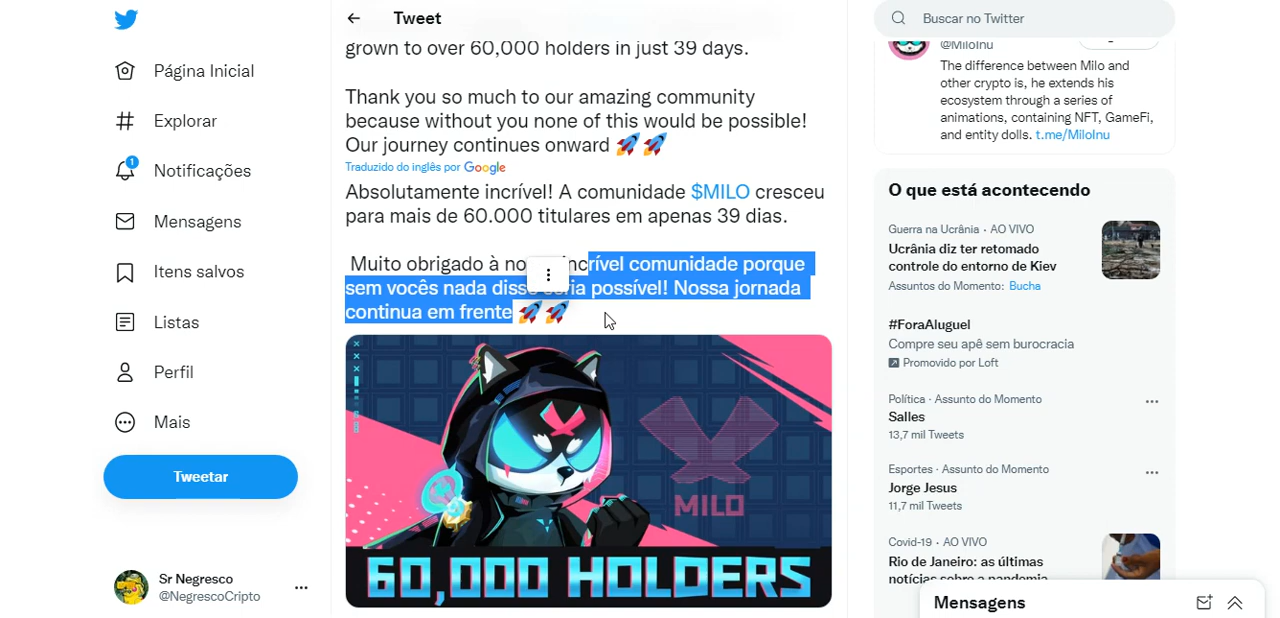 Página Inicial
Explorar
1
Notificações
Mensagens
Itens salvos
Listas
Perfil
Mais
Tweetar
Sr Negresco
@NegrescoCripto
Tweet
grown to over 60,000 holders in just 39 days.
Thank you so much to our amazing community
because without you none of this would be possible!
Our journey continues onward 🚀🚀
Traduzido do inglês por Google
Absolutamente incrível! A comunidade $MILO cresceu
para mais de 60.000 titulares em apenas 39 dias.
Muito obrigado à comunidade porque
sem vocês nada possível! Nossa jornada
continua em frente 🚀🚀
MILO
60,000 HOLDERS
Buscar no Twitter
@MiloInu
The difference between Milo and
other crypto is, he extends his
ecosystem through a series of
animations, containing NFT, GameFi,
and entity dolls. t.me/MiloInu
O que está acontecendo
Guerra na Ucrânia · AO VIVO
Ucrânia diz ter retomado
controle do entorno de Kiev
Assuntos do Momento: Bucha
#ForaAluguel
Compre seu apê sem burocracia
Promovido por Loft
Política · Assunto do Momento
Salles
13,7 mil Tweets
Esportes · Assunto do Momento
Jorge Jesus
11,7 mil Tweets
Covid-19 · AO VIVO
Rio de Janeiro: as últimas
notícias sobre a pandemia
Mensagens